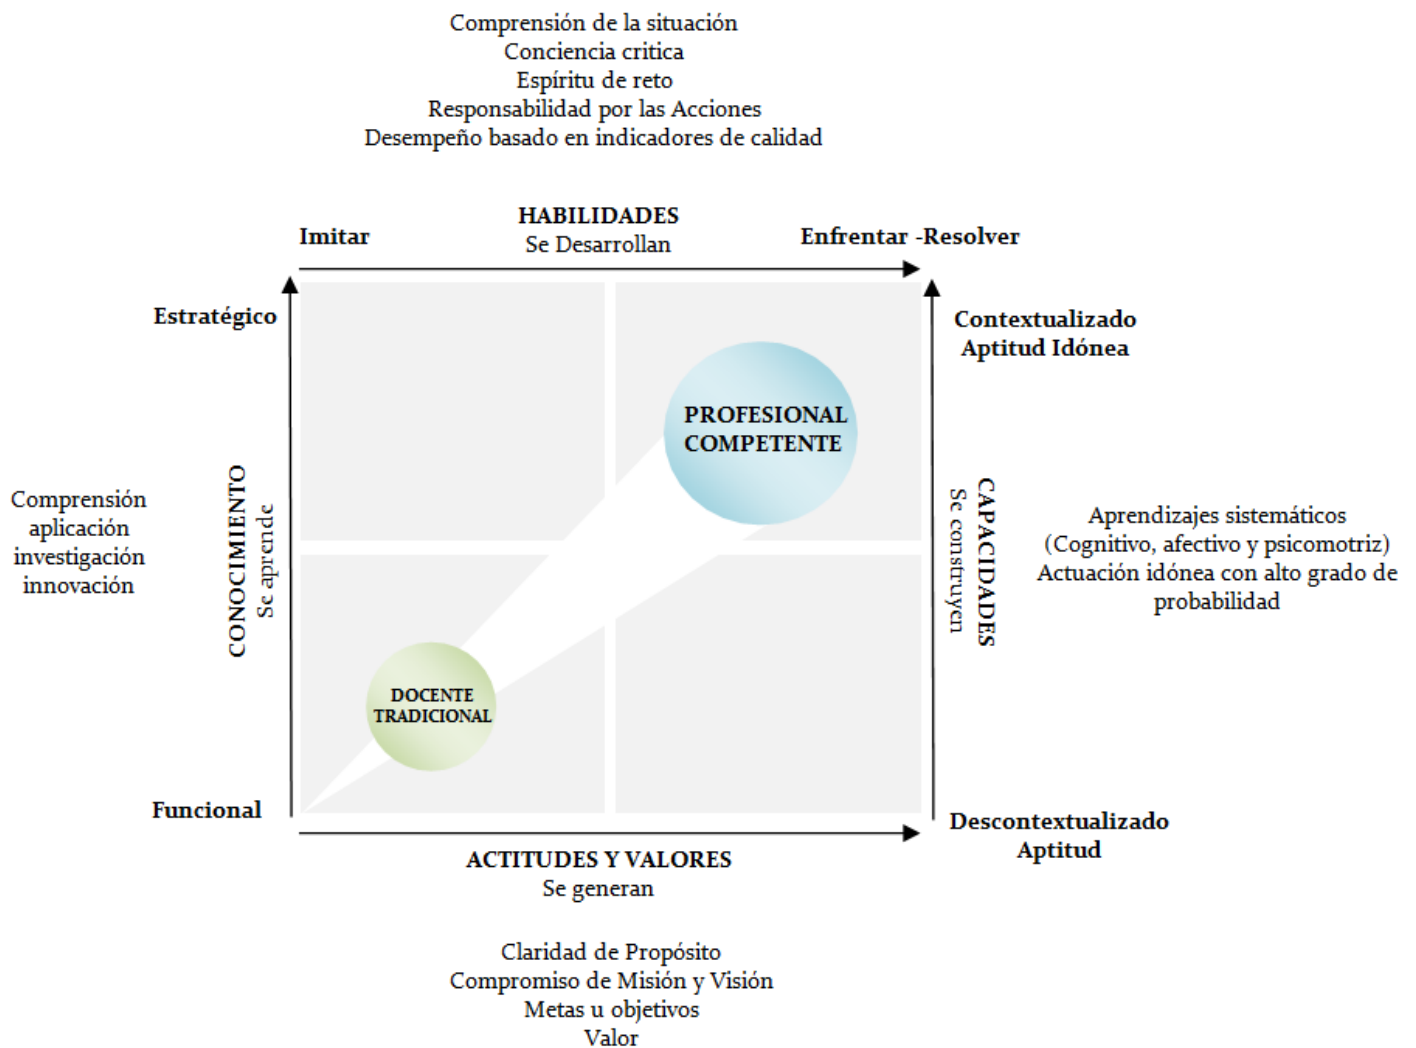 Comprensión de la situación
Conciencia critica
Espíritu de reto
Responsabilidad por las Acciones
Desempeño basado en indicadores de calidad
HABILIDADES
Imitar
Se Desarrollan
Enfrentar -Resolver
Estratégico
Contextualizado
Aptitud Idónea
PROFESIONAL
COMPETENTE
Comprensión
aplicación
investigación
innovación
CONOCIMIENTO
Se aprende
CAPACIDADES
Se construyen
Aprendizajes sistemáticos
(Cognitivo, afectivo y psicomotriz)
Actuación idónea con alto grado de
probabilidad
DOCENTE
TRADICIONAL
Funcional
Descontextualizado
Aptitud
ACTITUDES Y VALORES
Se generan
Claridad de Propósito
Compromiso de Misión y Visión
Metas u objetivos
Valor